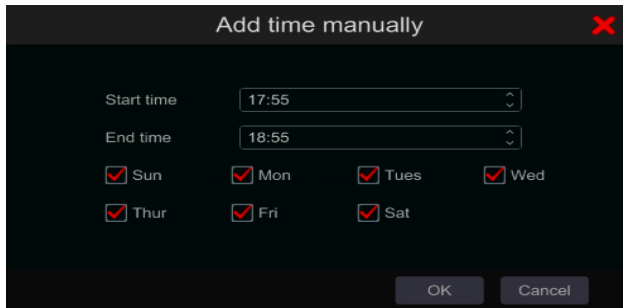 Add time manually
Start time 17:55
End time 18:55
Sun Mon Tues Wed
Thur Fri Sat
OK Cancel